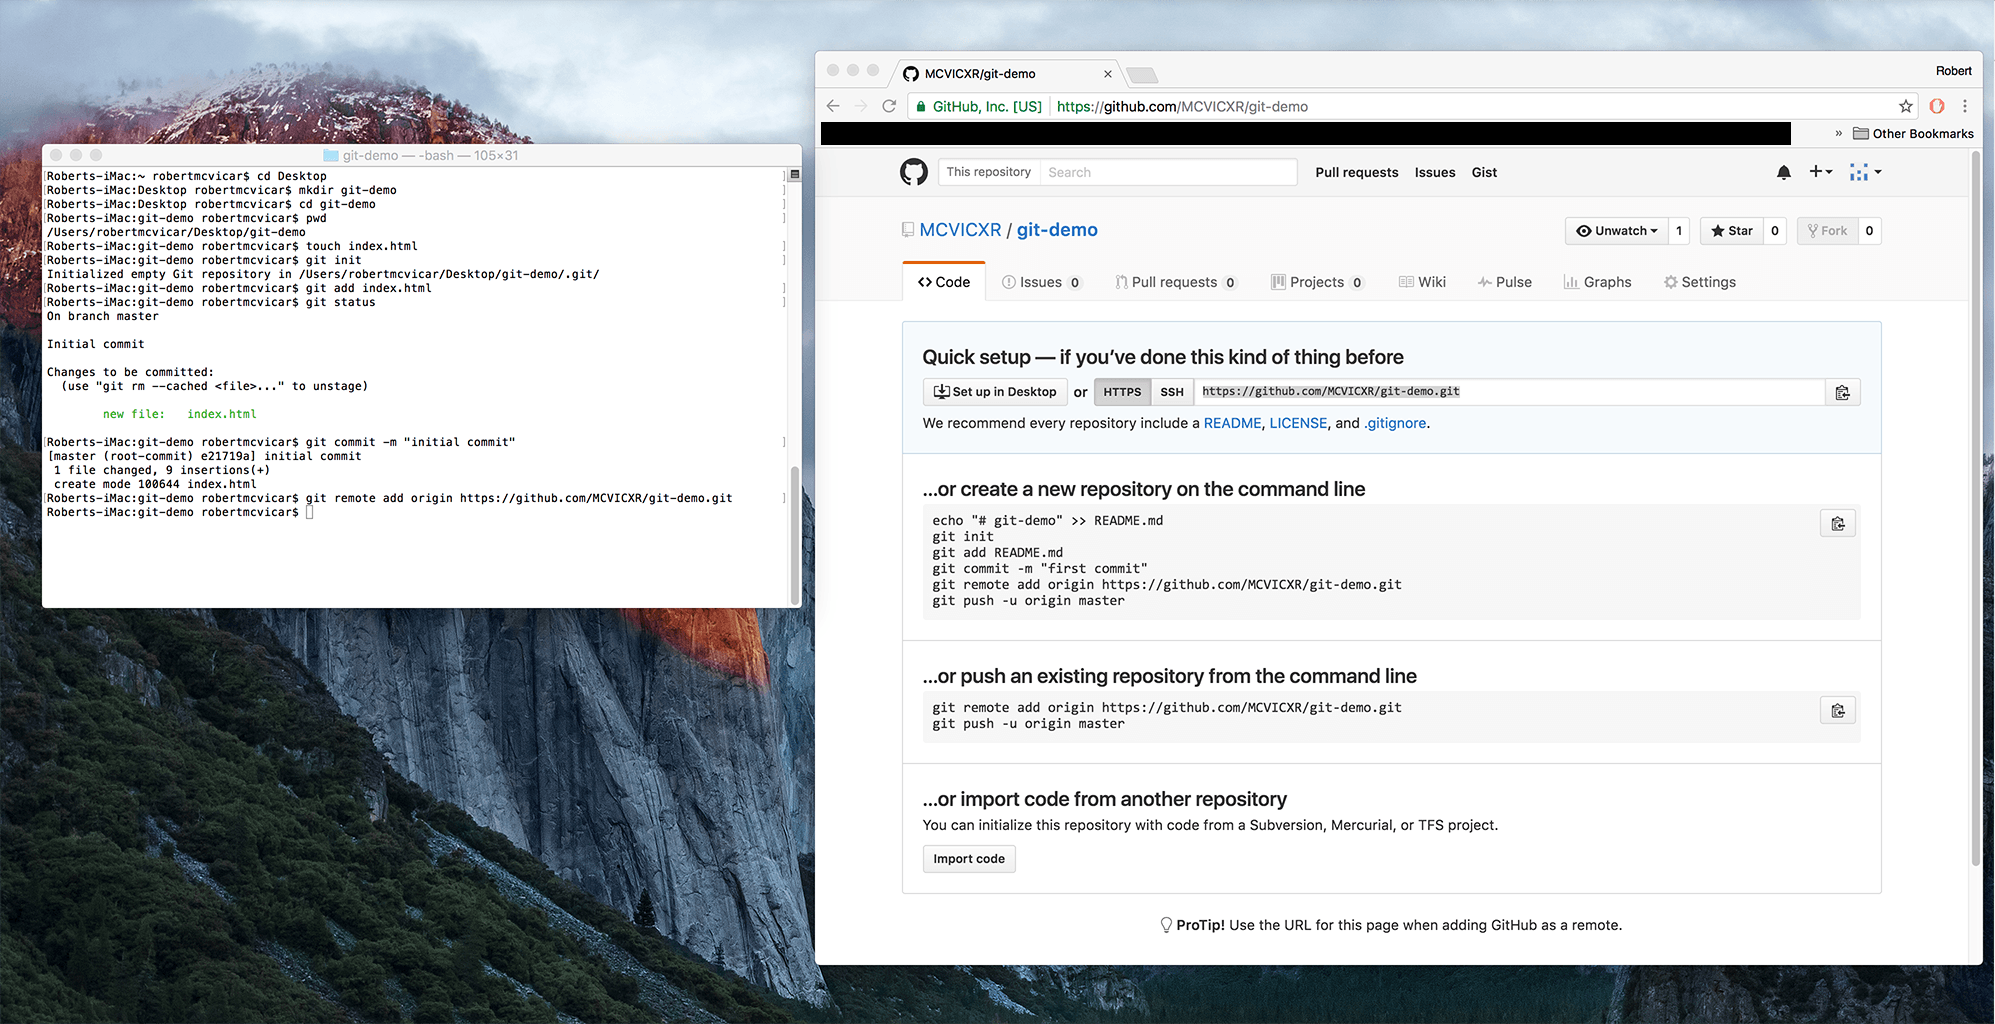 git-demo — -bash — 105×31
Roberts-iMac:~ robertmcvicar$ cd Desktop
Roberts-iMac:Desktop robertmcvicar$ mkdir git-demo
Roberts-iMac:Desktop robertmcvicar$ cd git-demo
Roberts-iMac:git-demo robertmcvicar$ pwd
/Users/robertmcvicar/Desktop/git-demo
Roberts-iMac:git-demo robertmcvicar$ touch index.html
Roberts-iMac:git-demo robertmcvicar$ git init
Initialized empty Git repository in /Users/robertmcvicar/Desktop/git-demo/.git/
Roberts-iMac:git-demo robertmcvicar$ git add index.html
Roberts-iMac:git-demo robertmcvicar$ git status
On branch master
Initial commit
Changes to be committed:
(use "git rm --cached <file>..." to unstage)
new file: index.html
Roberts-iMac:git-demo robertmcvicar$ git commit -m "initial commit"
[master (root-commit) e21719a] initial commit
1 file changed, 9 insertions(+)
create mode 100644 index.html
Roberts-iMac:git-demo robertmcvicar$ git remote add origin https://github.com/MCVICXR/git-demo.git
Roberts-iMac:git-demo robertmcvicar$
MCVICXR/git-demo Robert
GitHub, Inc. [US] https://github.com/MCVICXR/git-demo
» Other Bookmarks
This repository Search Pull requests Issues Gist
MCVICXR / git-demo Unwatch 1 Star 0 Fork 0
Code Issues 0 Pull requests 0 Projects 0 Wiki Pulse Graphs Settings
Quick setup — if you’ve done this kind of thing before
Set up in Desktop or HTTPS SSH https://github.com/MCVICXR/git-demo.git
We recommend every repository include a README, LICENSE, and .gitignore.
…or create a new repository on the command line
echo "# git-demo" >> README.md
git init
git add README.md
git commit -m "first commit"
git remote add origin https://github.com/MCVICXR/git-demo.git
git push -u origin master
…or push an existing repository from the command line
git remote add origin https://github.com/MCVICXR/git-demo.git
git push -u origin master
…or import code from another repository
You can initialize this repository with code from a Subversion, Mercurial, or TFS project.
Import code
ProTip! Use the URL for this page when adding GitHub as a remote.